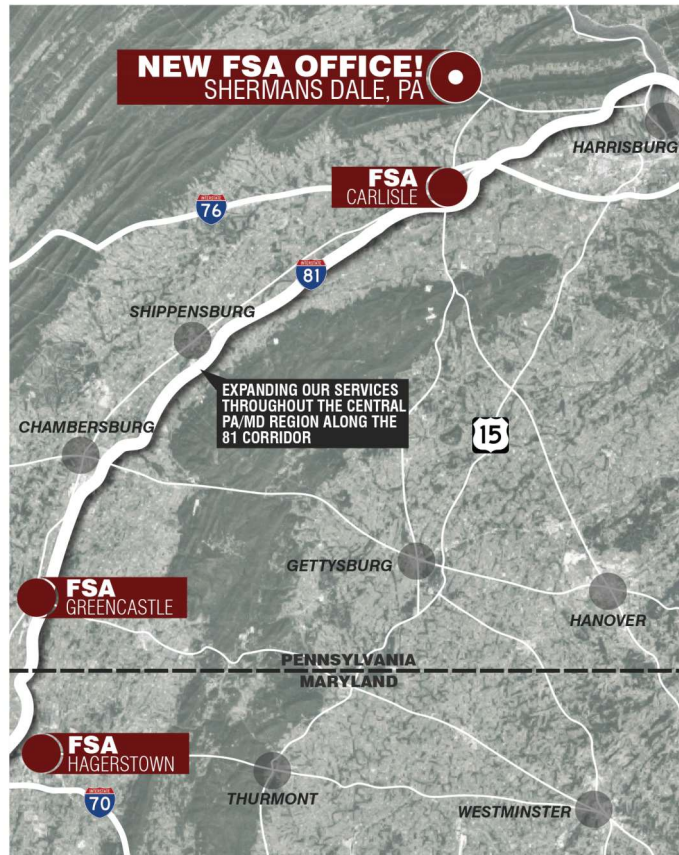 NEW FSA OFFICE!
SHERMANS DALE, PA
HARRISBURG
FSA
CARLISLE
INTERSTATE
76
INTERSTATE
81
SHIPPENSBURG
EXPANDING OUR SERVICES
THROUGHOUT THE CENTRAL
PA/MD REGION ALONG THE
81 CORRIDOR
CHAMBERSBURG
15
GETTYSBURG
FSA
GREENCASTLE
HANOVER
PENNSYLVANIA
MARYLAND
FSA
HAGERSTOWN
INTERSTATE
70
THURMONT
WESTMINSTER